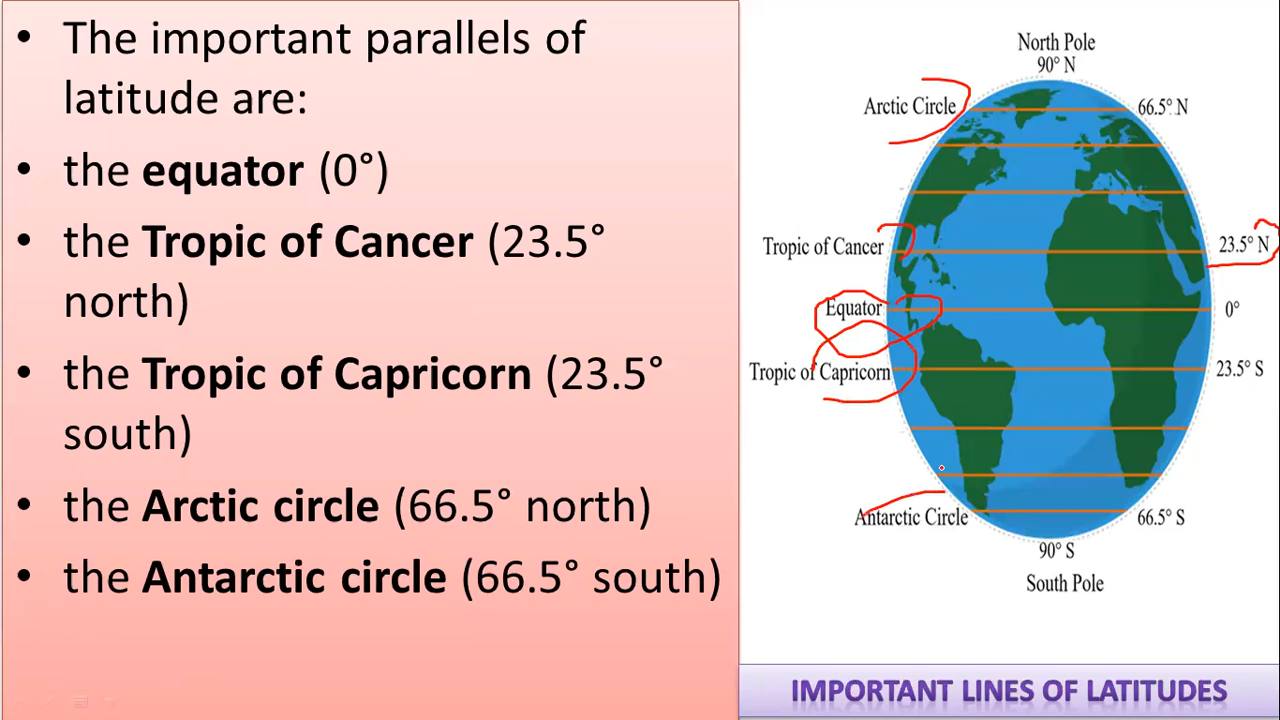 • The important parallels of
latitude are:
• the equator (0°)
• the Tropic of Cancer (23.5°
north)
• the Tropic of Capricorn (23.5°
south)
• the Arctic circle (66.5° north)
• the Antarctic circle (66.5° south)
North Pole
90° N
Arctic Circle
66.5° N
Tropic of Cancer
23.5° N
Equator
0°
Tropic of Capricorn
23.5° S
Antarctic Circle
66.5° S
90° S
South Pole
IMPORTANT LINES OF LATITUDES